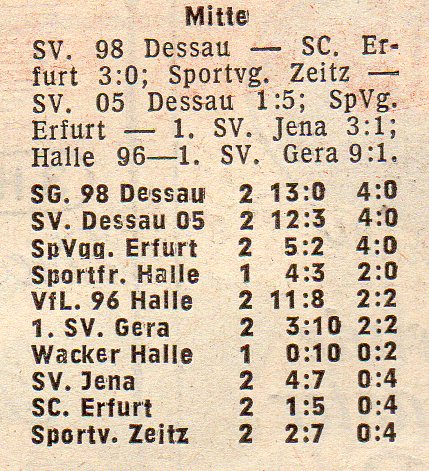 Mitte
SV. 98 Dessau — SC. Er-
furt 3:0; Sportvg. Zeitz —
SV. 05 Dessau 1:5; SpVg.
Erfurt — 1. SV. Jena 3:1;
Halle 96—1. SV. Gera 9:1.
SG. 98 Dessau 2 13:0 4:0
SV. Dessau 05 2 12:3 4:0
SpVgg. Erfurt 2 5:2 4:0
Sportfr. Halle 1 4:3 2:0
VfL. 96 Halle 2 11:8 2:2
1. SV. Gera 2 3:10 2:2
Wacker Halle 1 0:10 0:2
SV. Jena 2 4:7 0:4
SC. Erfurt 2 1:5 0:4
Sportv. Zeitz 2 2:7 0:4